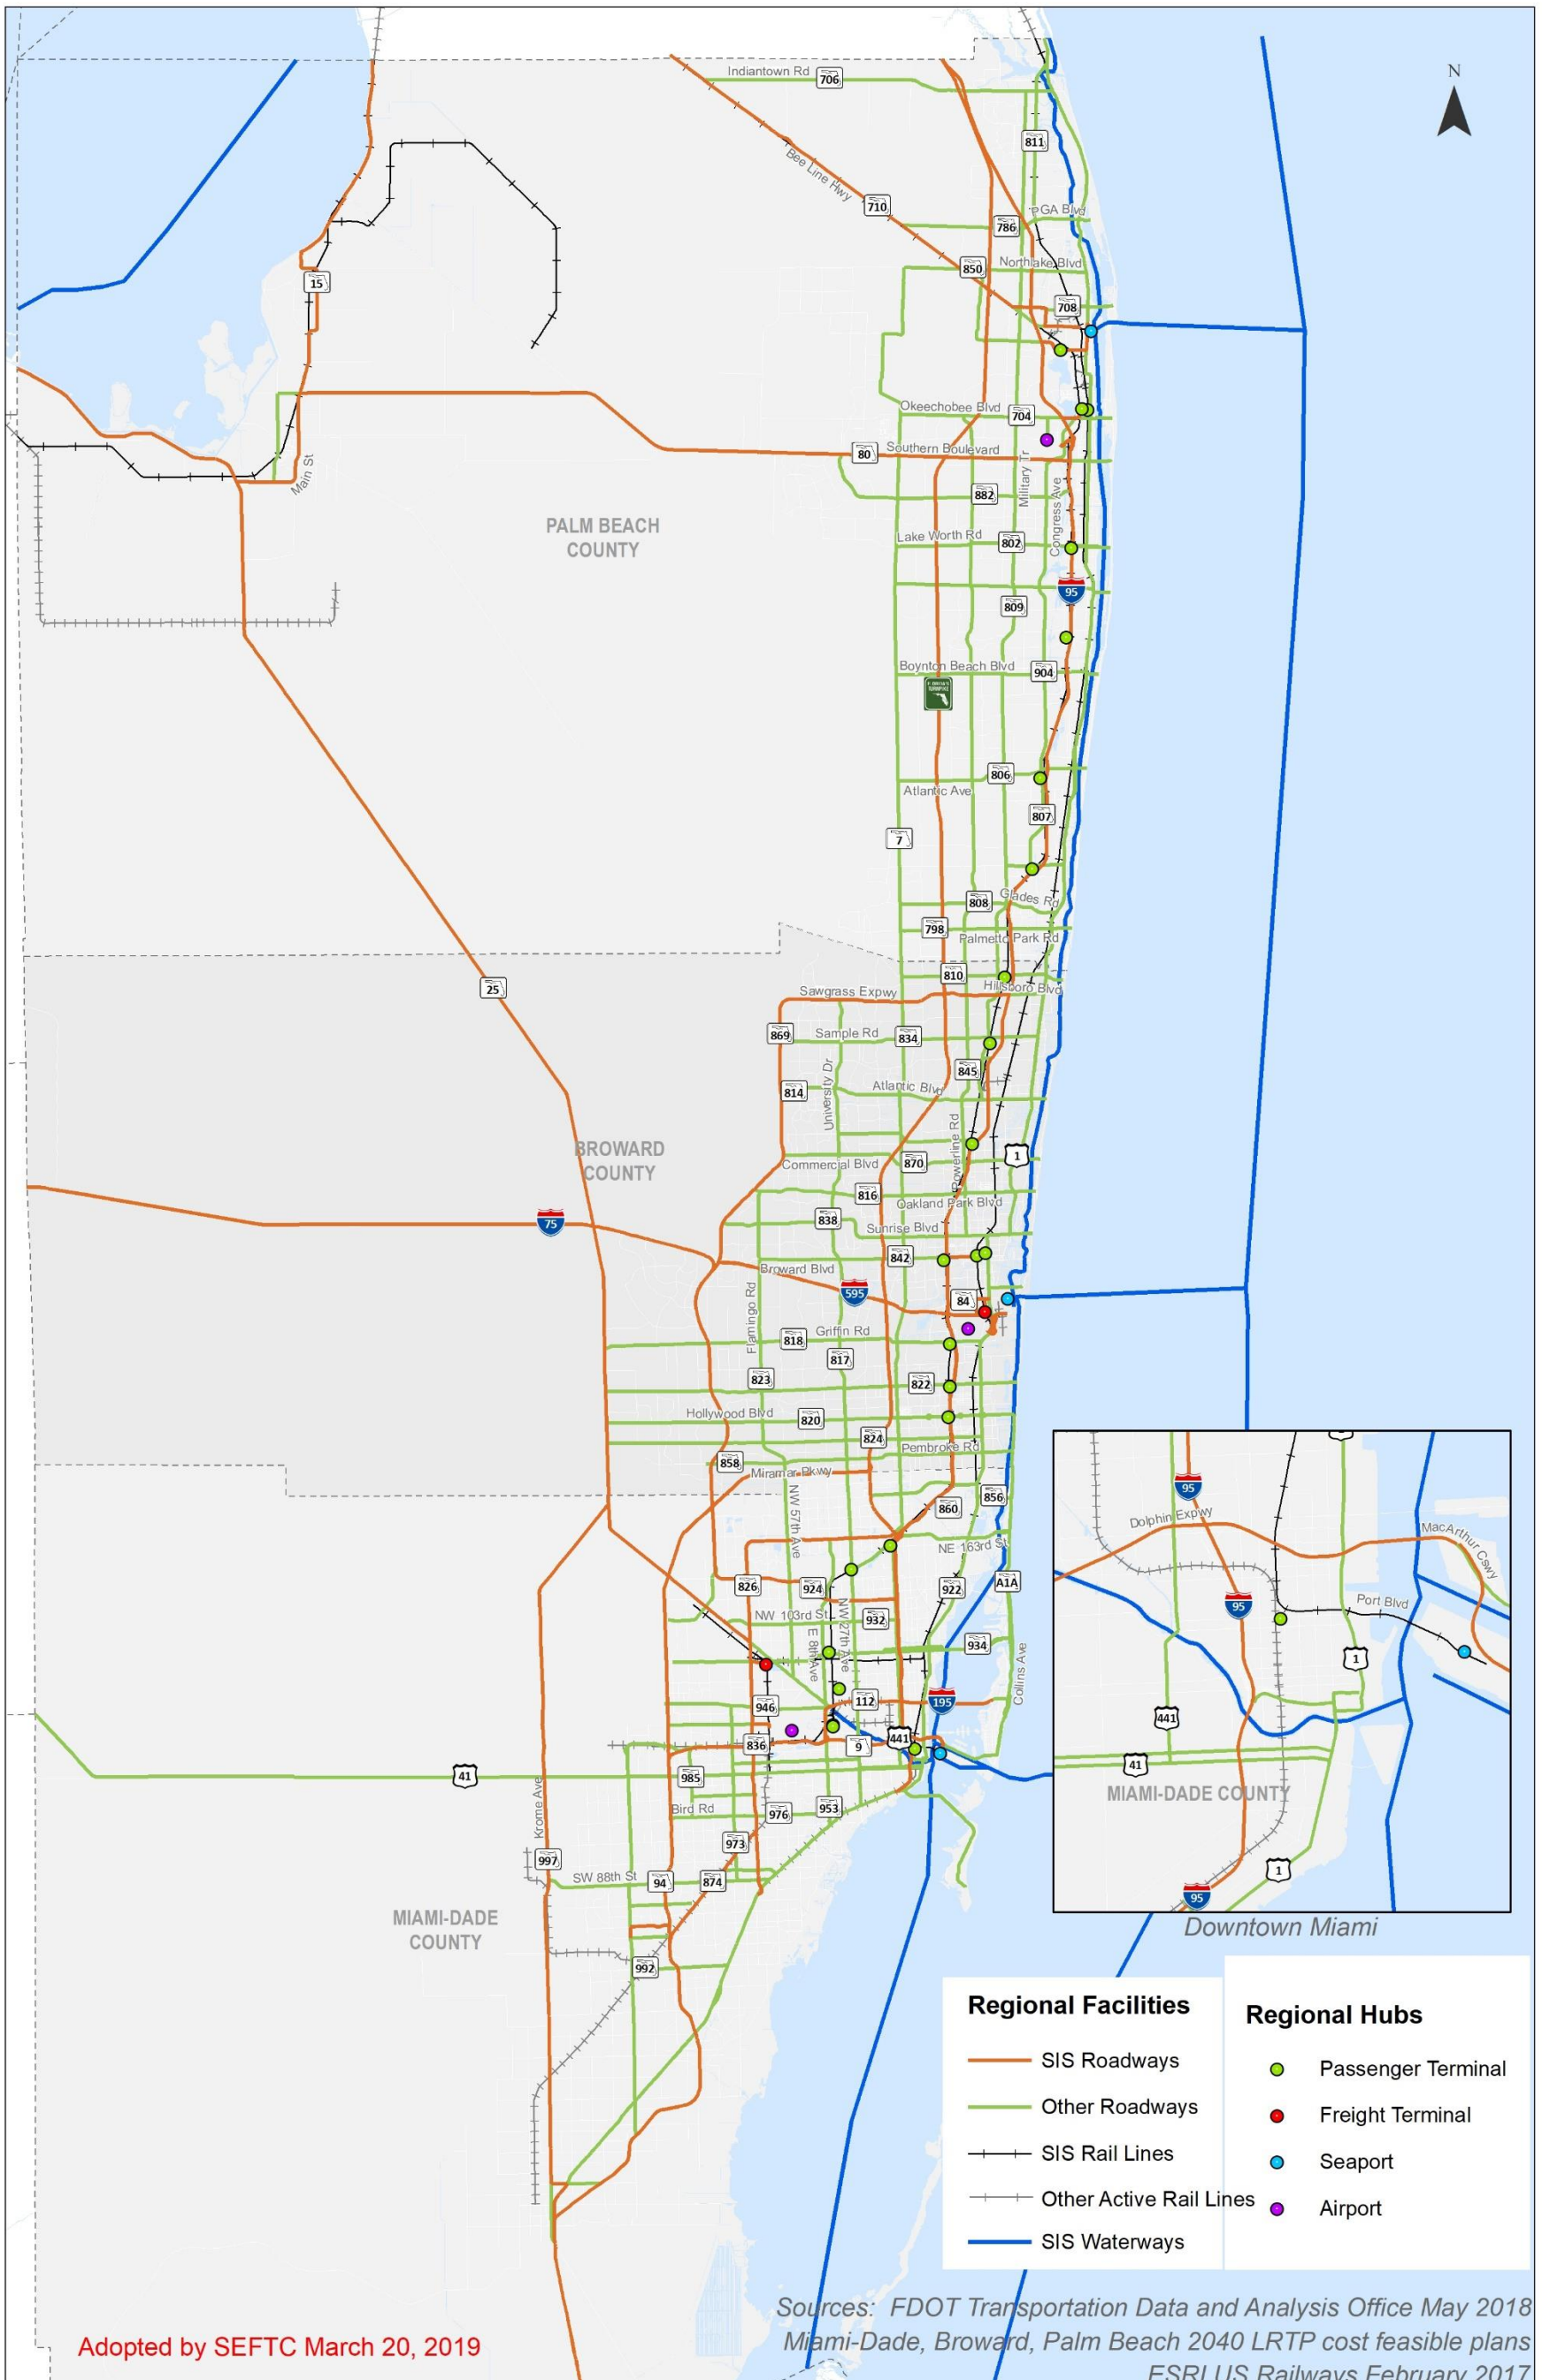 N
Indiantown Rd
706
811
Bee Line Hwy
710
PGA Blvd
786
Northlake Blvd
850
15
708
Okeechobee Blvd
704
80
Southern Boulevard
Main St
Military Tr
882
Congress Ave
PALM BEACH
COUNTY
Lake Worth Rd
802
95
809
Boynton Beach Blvd
904
806
Atlantic Ave
807
7
808
Glades Rd
798
Palmetto Park Rd
810
Hillsboro Blvd
25
Sawgrass Expwy
869
Sample Rd
834
845
University Dr
814
Atlantic Blvd
Powerline Rd
BROWARD
COUNTY
1
Commercial Blvd
870
816
Oakland Park Blvd
75
838
Sunrise Blvd
842
Broward Blvd
595
84
Flamingo Rd
818
Griffin Rd
817
823
822
Hollywood Blvd
820
824
Pembroke Rd
858
Miramar Pkwy
NW 57th Ave
860
856
NE 163rd St
826
924
922
A1A
NW 103rd St
932
NW 27th Ave
E 8th Ave
934
Collins Ave
946
112
195
836
9
441
41
985
Krome Ave
Bird Rd
976
953
973
997
SW 88th St
94
874
MIAMI-DADE
COUNTY
992
95
Dolphin Expwy
MacArthur Cswy
95
Port Blvd
1
441
41
MIAMI-DADE COUNTY
1
95
Downtown Miami
Regional Facilities
SIS Roadways
Other Roadways
SIS Rail Lines
Other Active Rail Lines
SIS Waterways
Regional Hubs
Passenger Terminal
Freight Terminal
Seaport
Airport
Sources: FDOT Transportation Data and Analysis Office May 2018
Miami-Dade, Broward, Palm Beach 2040 LRTP cost feasible plans
ESRI US Railways February 2017
Adopted by SEFTC March 20, 2019